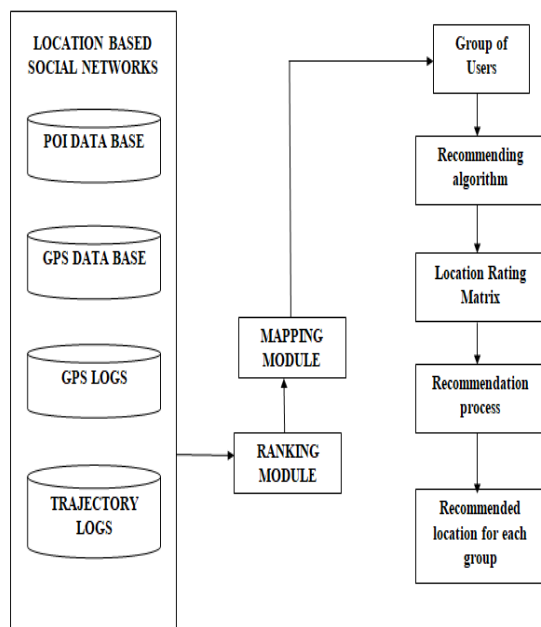 LOCATION BASED
SOCIAL NETWORKS
POI DATA BASE
GPS DATA BASE
GPS LOGS
TRAJECTORY
LOGS
RANKING
MODULE
MAPPING
MODULE
Group of
Users
Recommending
algorithm
Location Rating
Matrix
Recommendation
process
Recommended
location for each
group